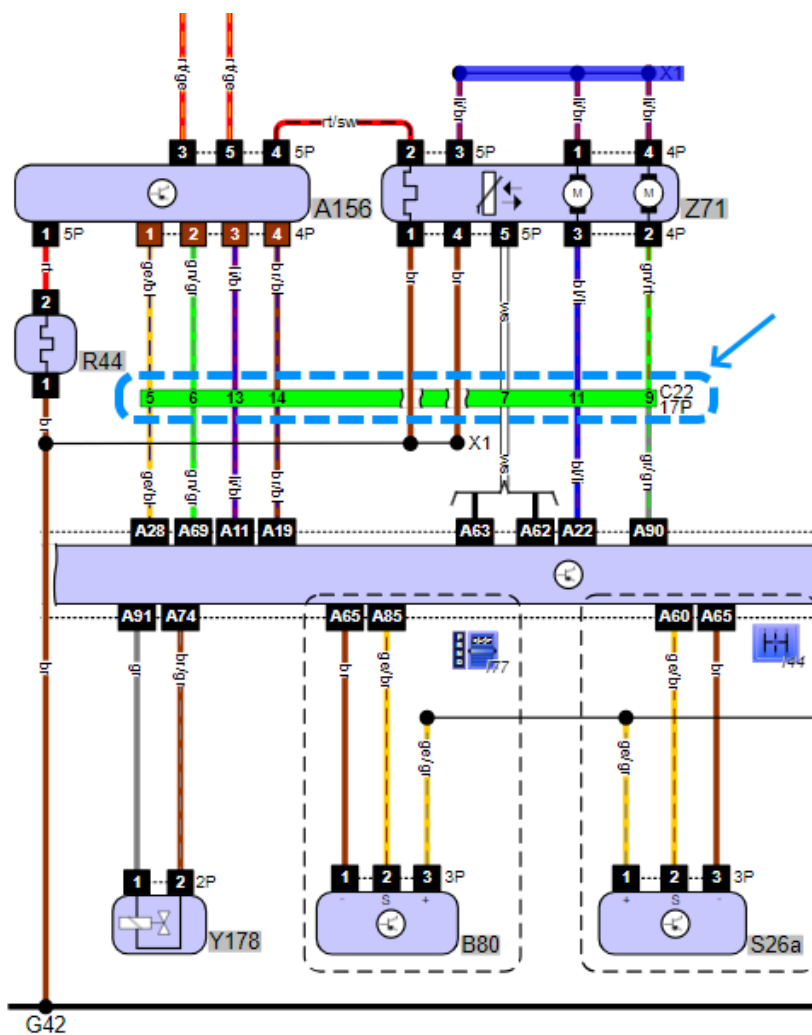 rt/ge rt/ge li/br li/br li/br X1
rt/sw
3 5 4 5P 2 3 5P 1 4 4P
M M
A156 Z71
1 5P 1 2 3 4 4P 1 4 5 5P 3 2 4P
rt ge/bl gn/gr li/bl br/bl br br ws bl/li gn/rt
2
R44
1
5 6 13 14 7 11 9 C22
17P
br X1
ge/bl gn/gr li/bl br/bl ws bl/li gr/gn
A28 A69 A11 A19 A63 A62 A22 A90
A91 A74 A65 A85 A60 A65
I77 I44
br gr br/gr br ge/br ge/gr ge/gr ge/br br
1 2 2P 1 2 3 3P 1 2 3 3P
- S + + S -
Y178 B80 S26a
G42